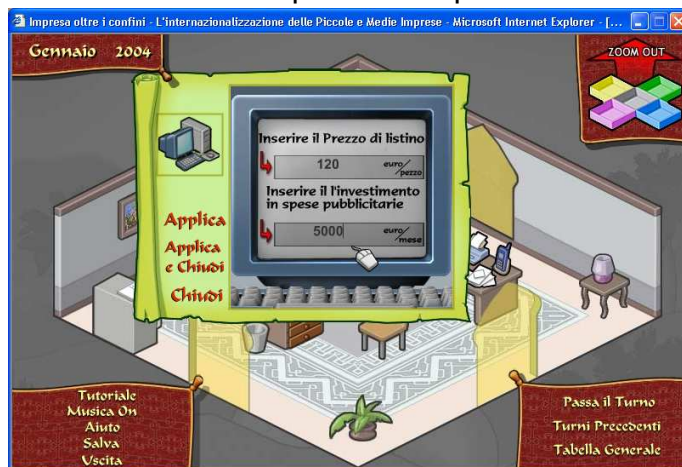 Impresa oltre i confini - L'internazionalizzazione delle Piccole e Medie Imprese - Microsoft Internet Explorer - [...
Gennaio 2004
ZOOM OUT
Inserire il Prezzo di listino
120 euro/pezzo
Inserire il l'investimento
in spese pubblicitarie
5000 euro/mese
Applica
Applica
e Chiudi
Chiudi
Tutoriale
Musica On
Aiuto
Salva
Uscita
Passa il Turno
Turni Precedenti
Tabella Generale